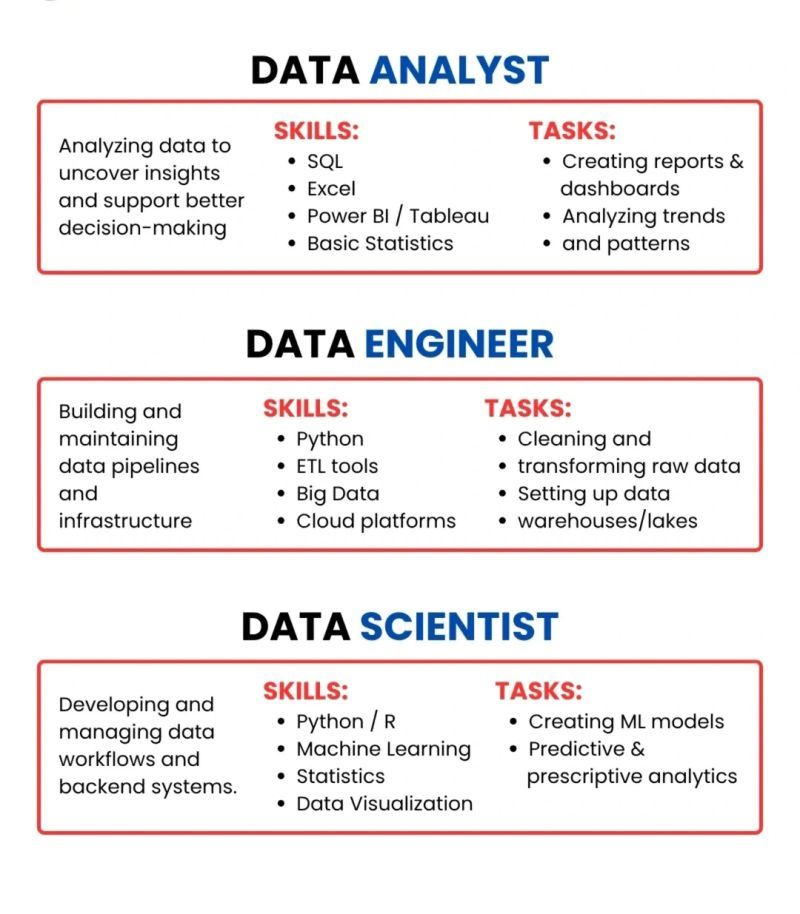 DATA ANALYST
Analyzing data to
uncover insights
and support better
decision-making
SKILLS:
• SQL
• Excel
• Power BI / Tableau
• Basic Statistics
TASKS:
• Creating reports &
dashboards
• Analyzing trends
• and patterns
DATA ENGINEER
Building and
maintaining
data pipelines
and
infrastructure
SKILLS:
• Python
• ETL tools
• Big Data
• Cloud platforms
TASKS:
• Cleaning and
• transforming raw data
• Setting up data
• warehouses/lakes
DATA SCIENTIST
Developing and
managing data
workflows and
backend systems.
SKILLS:
• Python / R
• Machine Learning
• Statistics
• Data Visualization
TASKS:
• Creating ML models
• Predictive &
prescriptive analytics